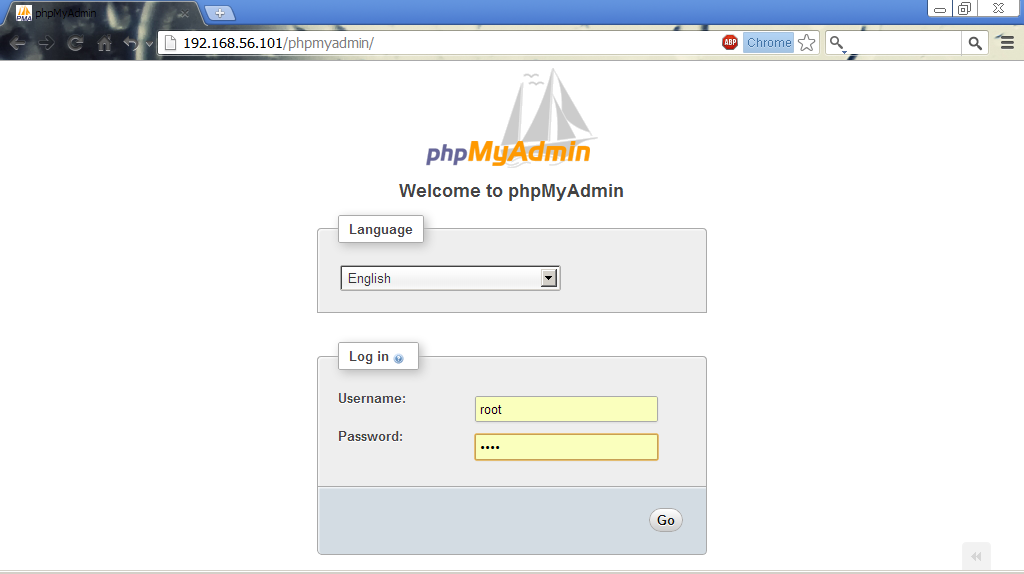 phpMyAdmin
192.168.56.101/phpmyadmin/
ABP
Chrome
phpMyAdmin
Welcome to phpMyAdmin
Language
English
Log in
Username:
root
Password:
••••
Go